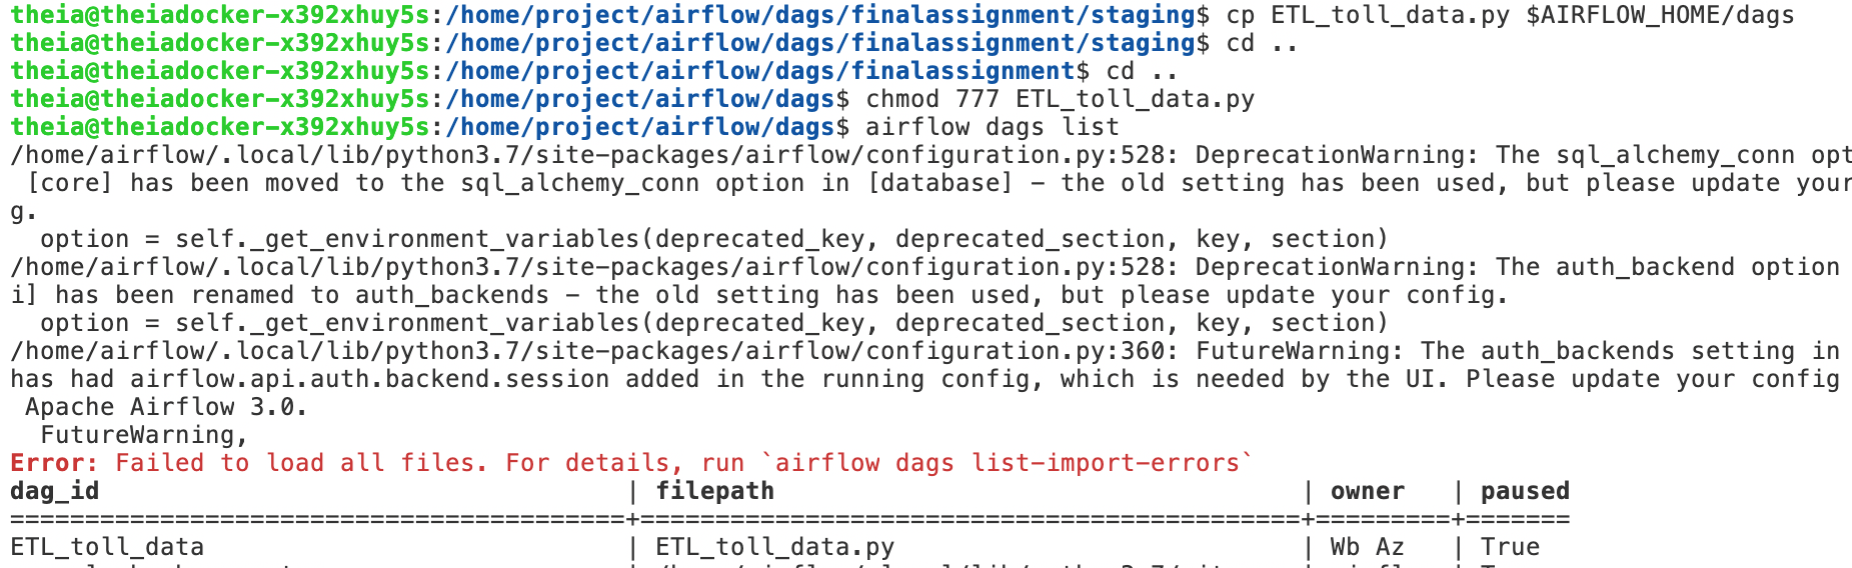 theia@theiadocker-x392xhuy5s:/home/project/airflow/dags/finalassignment/staging$ cp ETL_toll_data.py $AIRFLOW_HOME/dags
theia@theiadocker-x392xhuy5s:/home/project/airflow/dags/finalassignment/staging$ cd ..
theia@theiadocker-x392xhuy5s:/home/project/airflow/dags/finalassignment$ cd ..
theia@theiadocker-x392xhuy5s:/home/project/airflow/dags$ chmod 777 ETL_toll_data.py
theia@theiadocker-x392xhuy5s:/home/project/airflow/dags$ airflow dags list
/home/airflow/.local/lib/python3.7/site-packages/airflow/configuration.py:528: DeprecationWarning: The sql_alchemy_conn opt
[core] has been moved to the sql_alchemy_conn option in [database] – the old setting has been used, but please update your
g.
option = self._get_environment_variables(deprecated_key, deprecated_section, key, section)
/home/airflow/.local/lib/python3.7/site-packages/airflow/configuration.py:528: DeprecationWarning: The auth_backend option
i] has been renamed to auth_backends – the old setting has been used, but please update your config.
option = self._get_environment_variables(deprecated_key, deprecated_section, key, section)
/home/airflow/.local/lib/python3.7/site-packages/airflow/configuration.py:360: FutureWarning: The auth_backends setting in
has had airflow.api.auth.backend.session added in the running config, which is needed by the UI. Please update your config
Apache Airflow 3.0.
FutureWarning,
Error: Failed to load all files. For details, run `airflow dags list-import-errors`
dag_id | filepath | owner | paused
=========================================+============================================+=========+=======
ETL_toll_data | ETL_toll_data.py | Wb Az | True